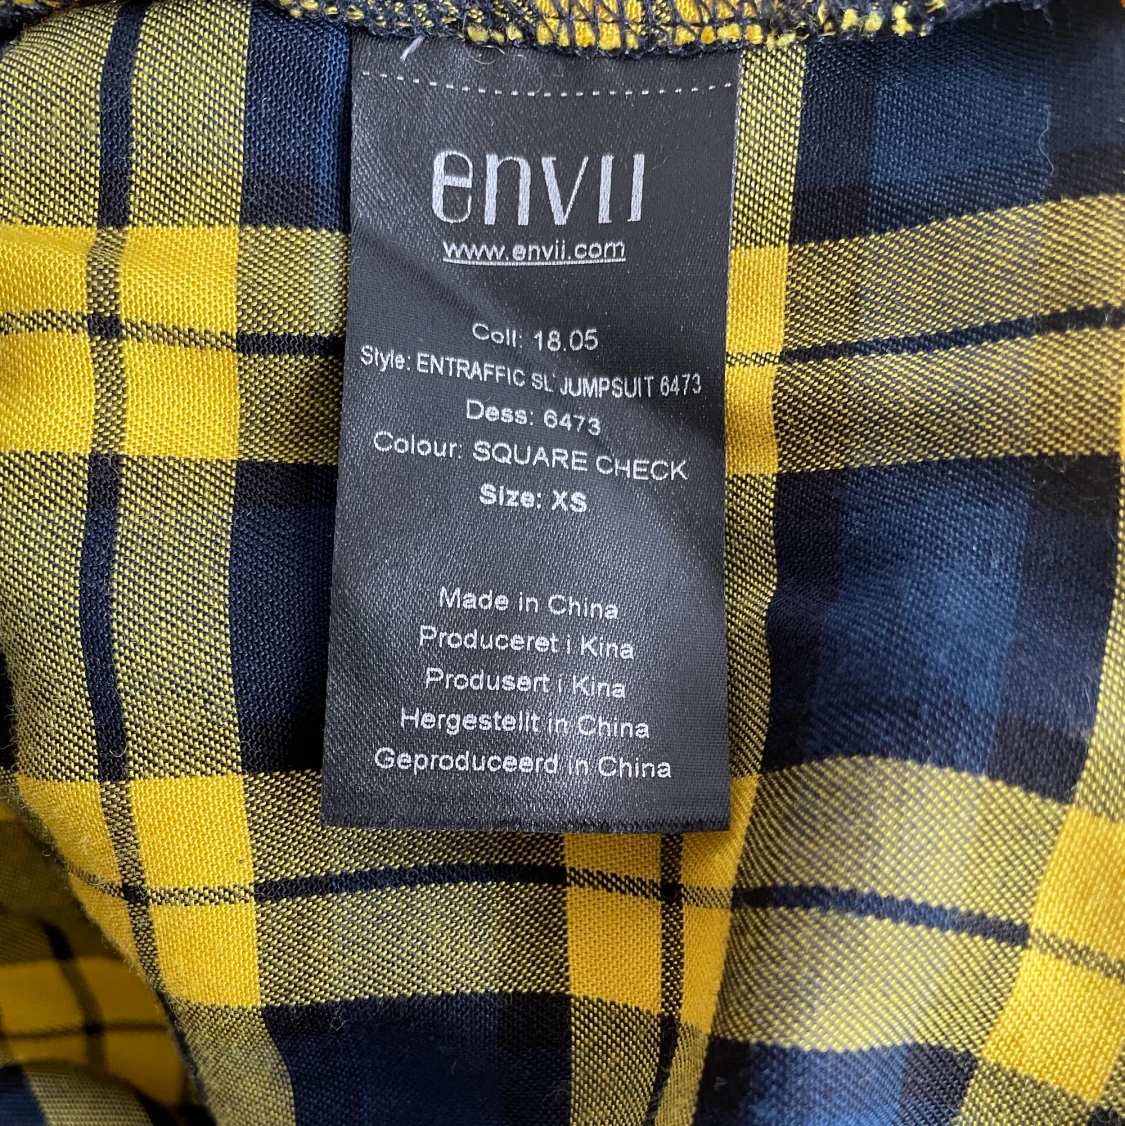 envii
www.envii.com
Coll: 18.05
Style: ENTRAFFIC SL JUMPSUIT 6473
Dess: 6473
Colour: SQUARE CHECK
Size: XS
Made in China
Produceret i Kina
Produsert i Kina
Hergestellt in China
Geproduceerd in China